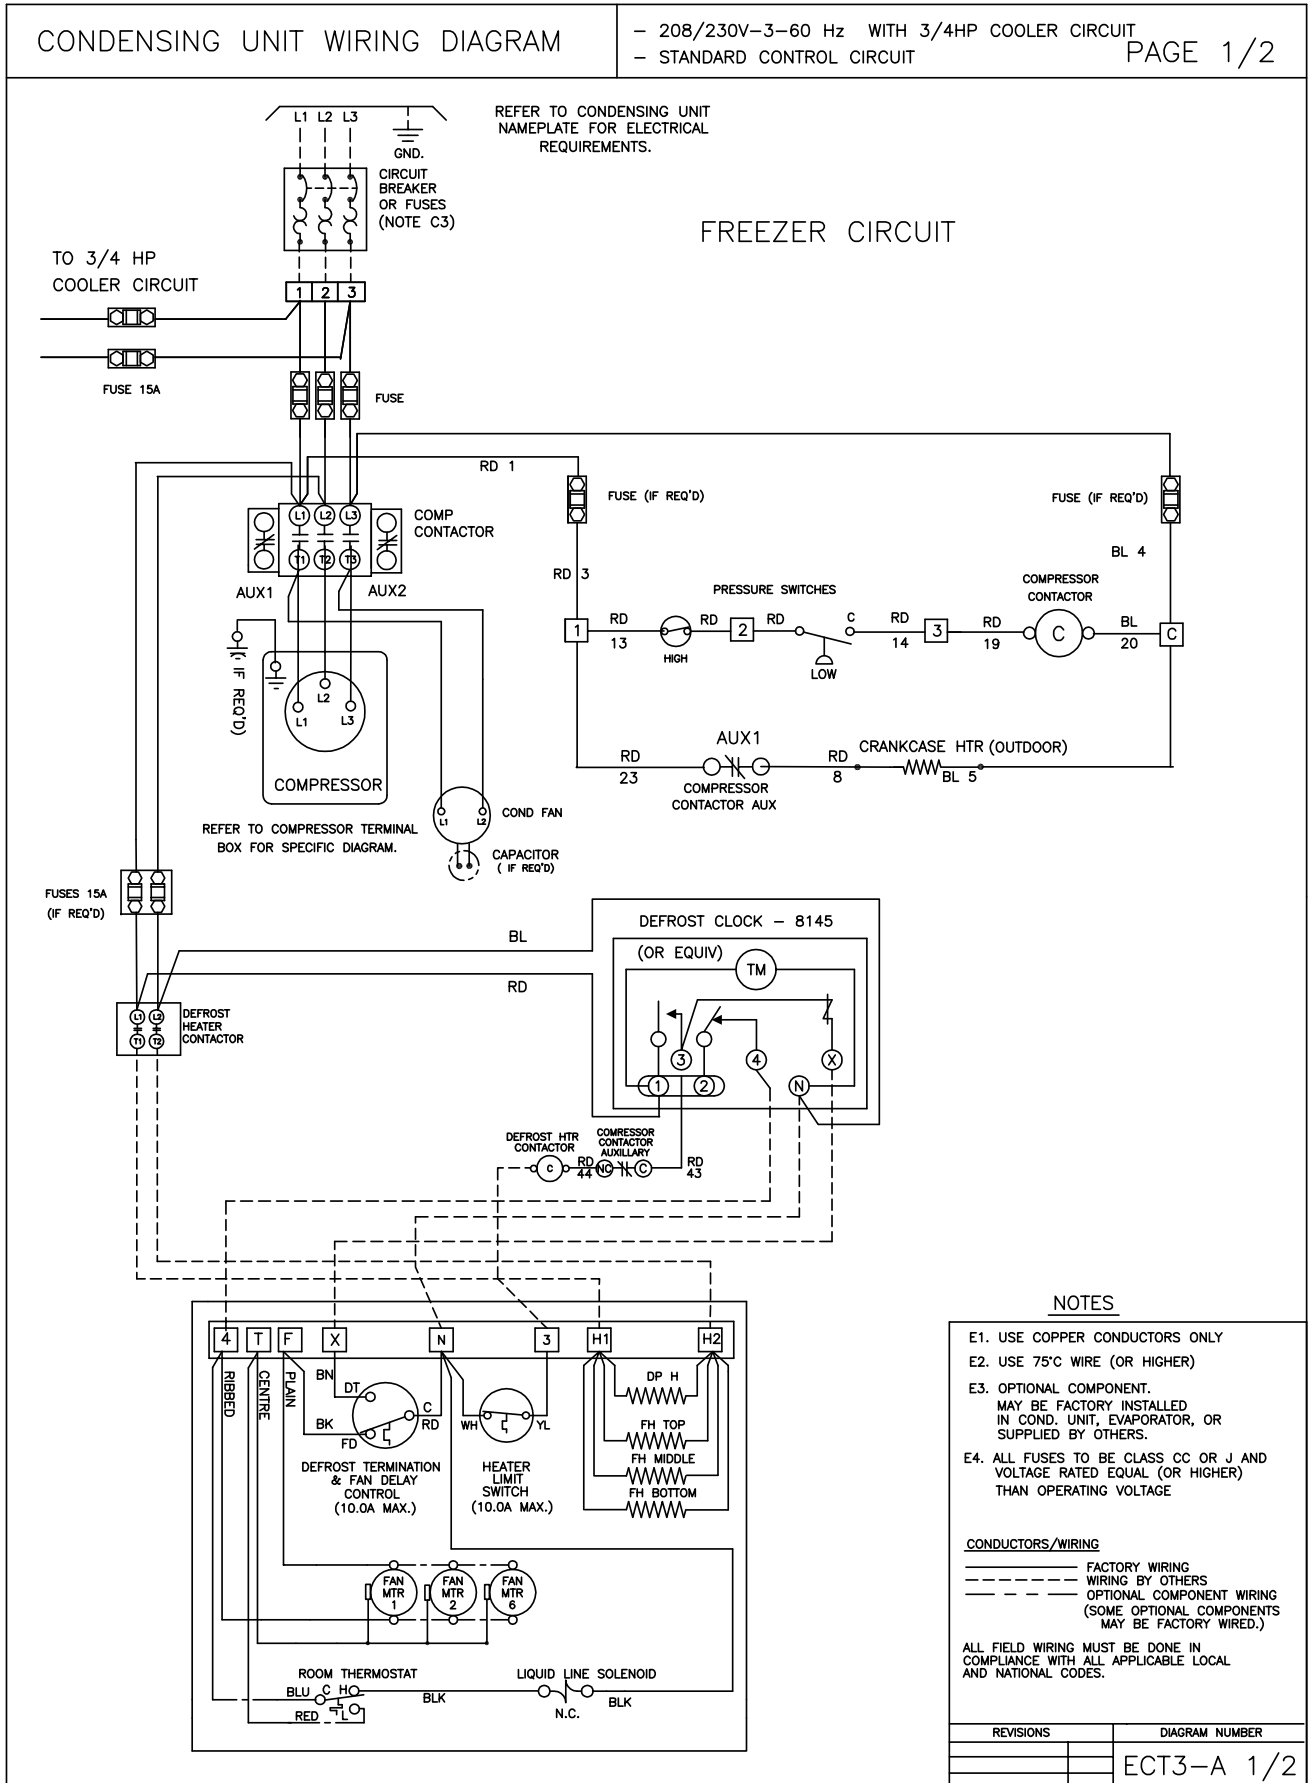 CONDENSING UNIT WIRING DIAGRAM
- 208/230V-3-60 Hz WITH 3/4HP COOLER CIRCUIT
- STANDARD CONTROL CIRCUIT
PAGE 1/2
L1 L2 L3
GND.
REFER TO CONDENSING UNIT
NAMEPLATE FOR ELECTRICAL
REQUIREMENTS.
CIRCUIT
BREAKER
OR FUSES
(NOTE C3)
FREEZER CIRCUIT
TO 3/4 HP
COOLER CIRCUIT
1 2 3
FUSE 15A
FUSE
RD 1
FUSE (IF REQ'D)
FUSE (IF REQ'D)
L1 L2 L3
COMP
CONTACTOR
T1 T2 T3
AUX1
AUX2
BL 4
RD 3
PRESSURE SWITCHES
COMPRESSOR
CONTACTOR
1
RD
13
HIGH
RD
2
RD
C
LOW
RD
14
3
RD
19
C
BL
20
C
( IF REQ'D)
L1
L2
L3
COMPRESSOR
AUX1
RD
23
COMPRESSOR
CONTACTOR AUX
RD
8
CRANKCASE HTR (OUTDOOR)
BL 5
L1
L2
COND FAN
REFER TO COMPRESSOR TERMINAL
BOX FOR SPECIFIC DIAGRAM.
CAPACITOR
( IF REQ'D)
FUSES 15A
(IF REQ'D)
DEFROST CLOCK - 8145
(OR EQUIV)
TM
BL
RD
L1 L2
T1 T2
DEFROST
HEATER
CONTACTOR
3
4
X
1
2
N
DEFROST HTR
CONTACTOR
COMRESSOR
CONTACTOR
AUXILLARY
C
RD
44
NC
C
RD
43
4 T F X N 3 H1 H2
RIBBED
CENTRE
PLAIN
BN
DT
BK
FD
C
RD
WH
YL
DP H
FH TOP
FH MIDDLE
FH BOTTOM
DEFROST TERMINATION
& FAN DELAY
CONTROL
(10.0A MAX.)
HEATER
LIMIT
SWITCH
(10.0A MAX.)
FAN
MTR
1
FAN
MTR
2
FAN
MTR
6
ROOM THERMOSTAT
BLU
C H
RED
L
BLK
LIQUID LINE SOLENOID
N.C.
BLK
NOTES
E1. USE COPPER CONDUCTORS ONLY
E2. USE 75°C WIRE (OR HIGHER)
E3. OPTIONAL COMPONENT.
MAY BE FACTORY INSTALLED
IN COND. UNIT, EVAPORATOR, OR
SUPPLIED BY OTHERS.
E4. ALL FUSES TO BE CLASS CC OR J AND
VOLTAGE RATED EQUAL (OR HIGHER)
THAN OPERATING VOLTAGE
CONDUCTORS/WIRING
FACTORY WIRING
WIRING BY OTHERS
OPTIONAL COMPONENT WIRING
(SOME OPTIONAL COMPONENTS
MAY BE FACTORY WIRED.)
ALL FIELD WIRING MUST BE DONE IN
COMPLIANCE WITH ALL APPLICABLE LOCAL
AND NATIONAL CODES.
REVISIONS
DIAGRAM NUMBER
ECT3-A 1/2